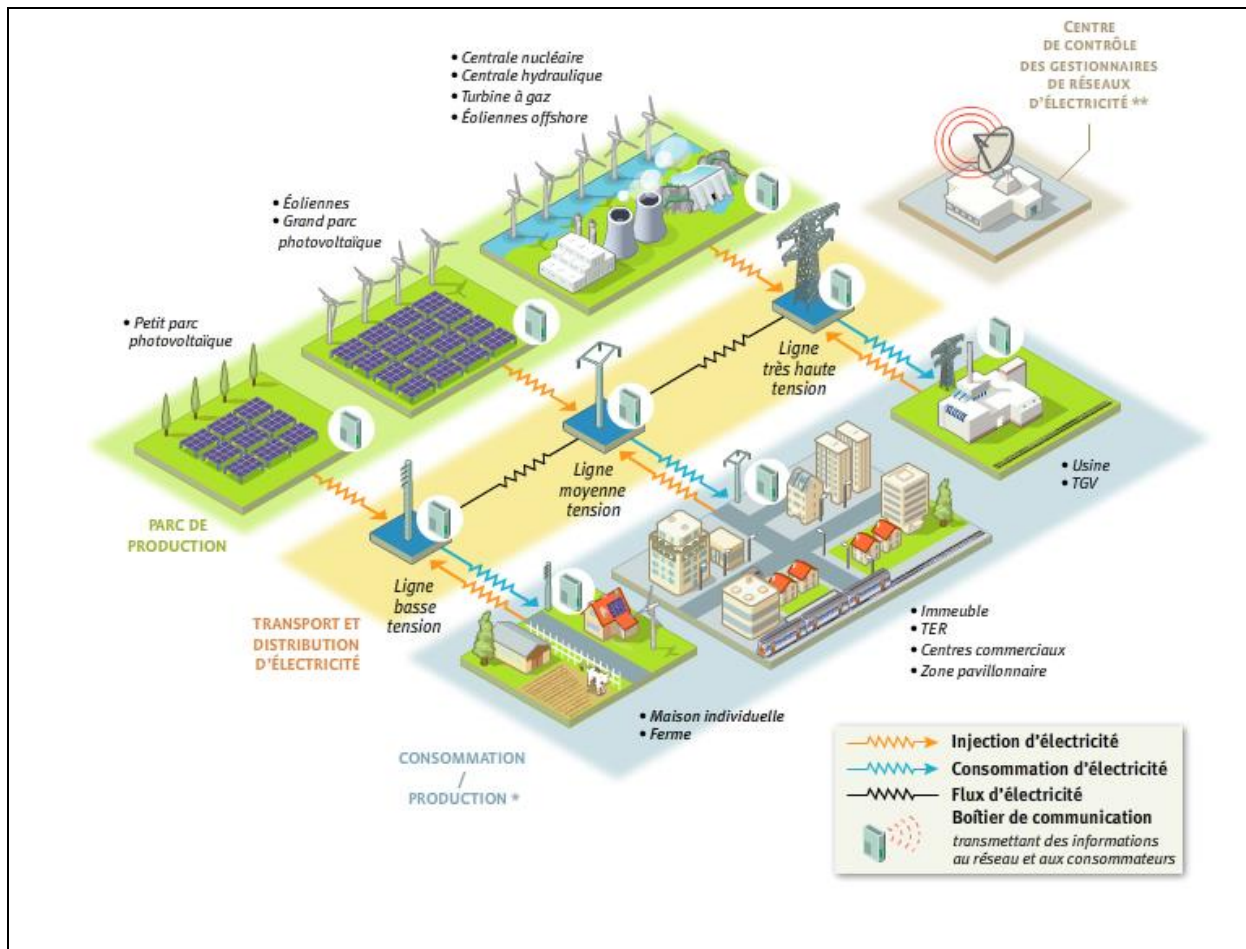 CENTRE
DE CONTRÔLE
DES GESTIONNAIRES
DE RÉSEAUX
D'ÉLECTRICITÉ **
• Centrale nucléaire
• Centrale hydraulique
• Turbine à gaz
• Éoliennes offshore
• Éoliennes
• Grand parc
photovoltaïque
• Petit parc
photovoltaïque
Ligne
très haute
tension
Ligne
moyenne
tension
Ligne
basse
tension
PARC DE
PRODUCTION
TRANSPORT ET
DISTRIBUTION
D'ÉLECTRICITÉ
CONSOMMATION
/
PRODUCTION *
• Usine
• TGV
• Immeuble
• TER
• Centres commerciaux
• Zone pavillonnaire
• Maison individuelle
• Ferme
Injection d'électricité
Consommation d'électricité
Flux d'électricité
Boîtier de communication
transmettant des informations
au réseau et aux consommateurs